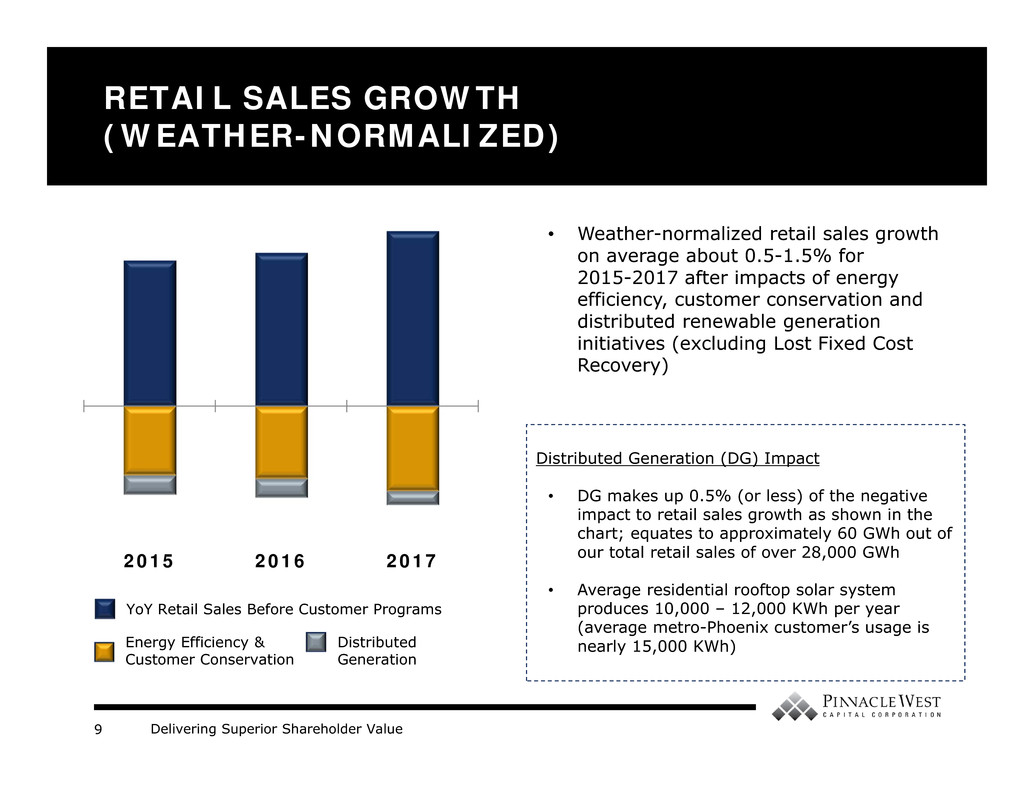 RETAIL SALES GROWTH
(WEATHER-NORMALIZED)
• Weather-normalized retail sales growth
on average about 0.5-1.5% for
2015-2017 after impacts of energy
efficiency, customer conservation and
distributed renewable generation
initiatives (excluding Lost Fixed Cost
Recovery)
2015 2016 2017
YoY Retail Sales Before Customer Programs
Energy Efficiency &
Customer Conservation
Distributed
Generation
Distributed Generation (DG) Impact
• DG makes up 0.5% (or less) of the negative
impact to retail sales growth as shown in the
chart; equates to approximately 60 GWh out of
our total retail sales of over 28,000 GWh
• Average residential rooftop solar system
produces 10,000 – 12,000 KWh per year
(average metro-Phoenix customer’s usage is
nearly 15,000 KWh)
PINNACLE WEST
CAPITAL CORPORATION
9 Delivering Superior Shareholder Value